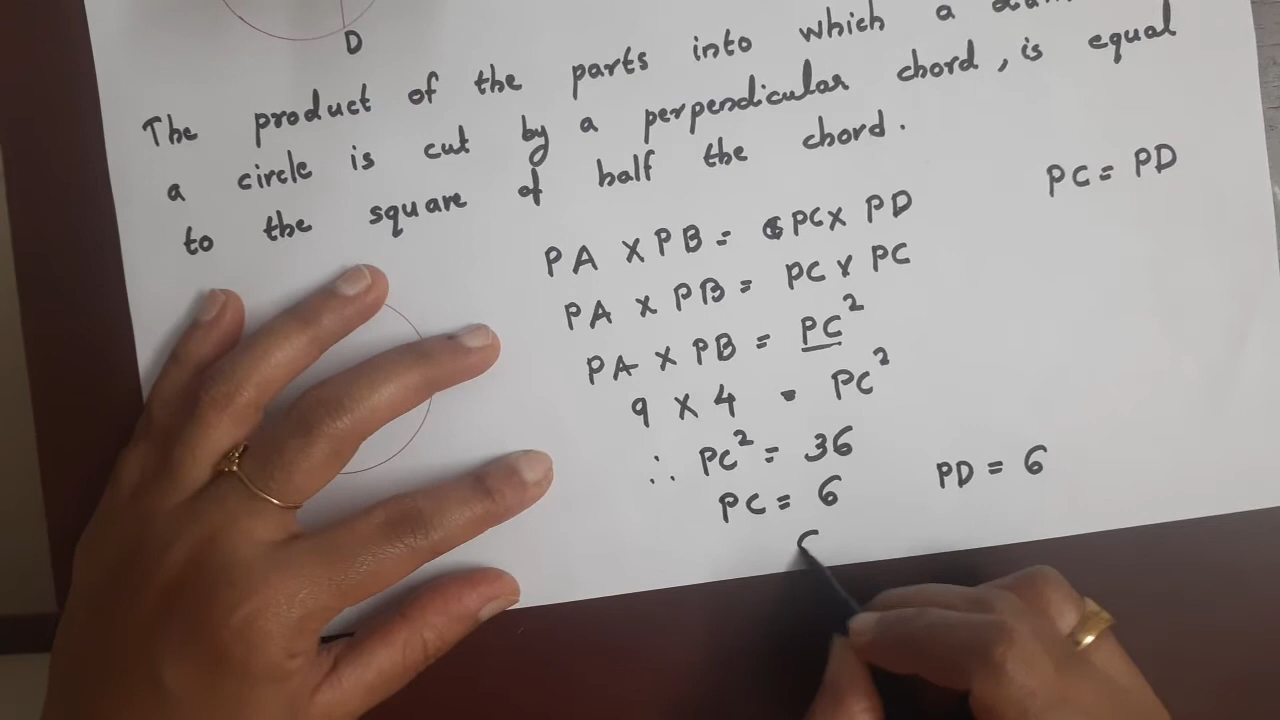 D
The product of the parts into which a
a circle is cut by a perpendicular chord, is equal
to the square of half the chord.
PC = PD
PA X PB = PC X PD
PA X PB = PC X PC
PA X PB = PC²
9 X 4 = PC²
∴ PC² = 36
PC = 6 PD = 6